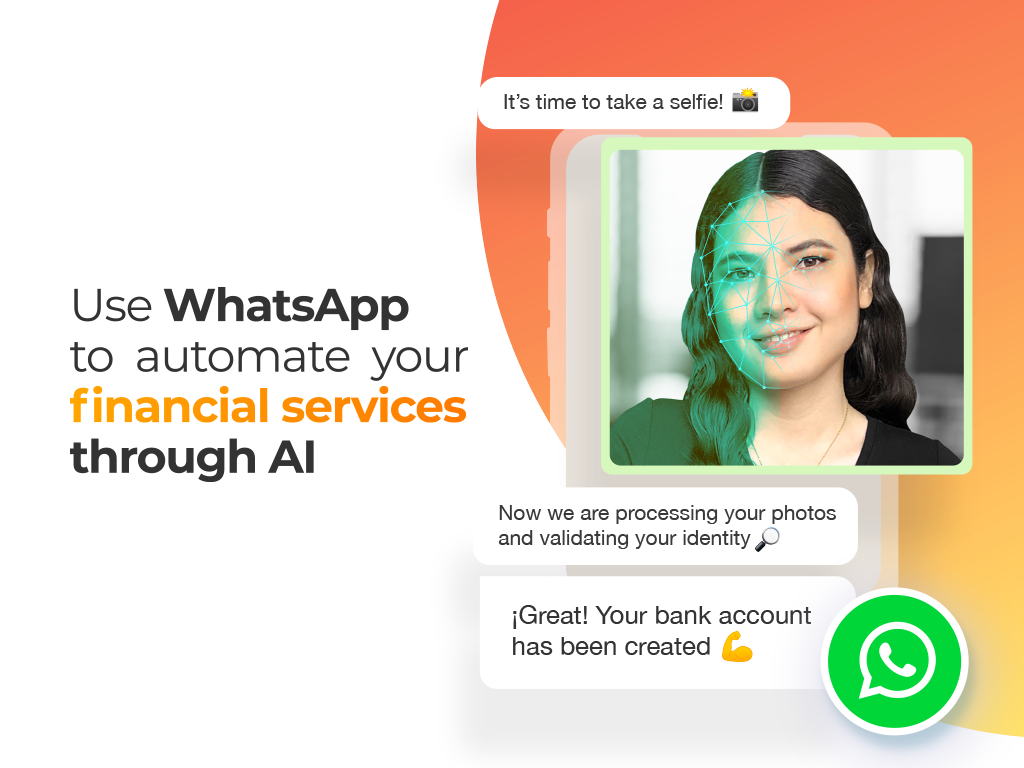 It's time to take a selfie! 📸
Use WhatsApp
to automate your
financial services
through AI
Now we are processing your photos
and validating your identity 🔎
¡Great! Your bank account
has been created 💪